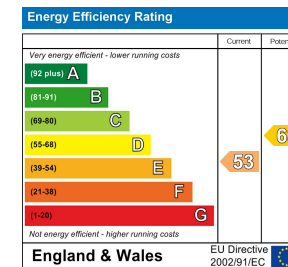 Energy Efficiency Rating
Current
Very energy efficient - lower running costs
(92 plus) A
(81-91) B
(69-80) C
(55-68) D
(39-54) E
53
(21-38) F
(1-20) G
Not energy efficient - higher running costs
England & Wales
EU Directive
2002/91/EC